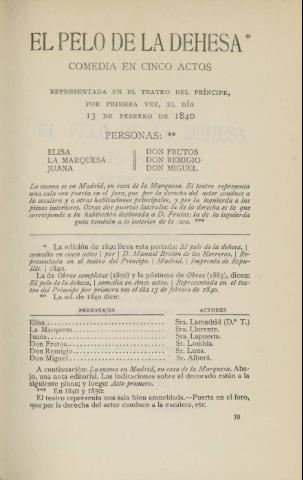 EL PELO DE LA DEHESA*
COMEDIA EN CINCO ACTOS
REPRESENTADA EN EL TEATRO DEL PRÍNCIPE,
POR PRIMERA VEZ, EL DÍA
13 DE FEBRERO DE 1840
PERSONAS: **
ELISA DON FRUTOS
LA MARQUESA DON REMIGIO
JUANA DON MIGUEL
La escena es en Madrid, en casa de la Marquesa. El teatro representa
una sala con puerta en el foro, que por la derecha del actor conduce a
la escalera y a otras habitaciones principales, y por la izquierda a las
piezas interiores. Otras dos puertas laterales: la de la derecha es la que
corresponde a la habitación destinada a D. Frutos; la de la izquierda
guía también a lo interior de la casa. ***
* La edición de 1840 lleva esta portada: El pelo de la dehesa, |
comedia en cinco actos | por | D. Manuel Bretón de los Herreros. | Re-
presentada en el teatro del Príncipe. | Madrid. | Imprenta de Repu-
llés. | 1840.
La de Obras completas (1850) y la póstuma de Obras (1883), dicen:
El pelo de la dehesa, | comedia en cinco actos. | Representada en el tea-
tro del Príncipe por primera vez el día 13 de febrero de 1840.
** La ed. de 1840 dice:
PERSONAJES ACTORES
Elisa Sra. Lamadrid (D.ª T.)
La Marquesa Sra. Llorente.
Juana Sra. Lapuerta.
Don Frutos Sr. Lombía.
Don Remigio Sr. Luna.
Don Miguel Sr. Alberá.
A continuación: La escena en Madrid, en casa de la Marquesa. Aba-
jo, una nota editorial. Las indicaciones sobre el decorado están a la
siguiente plana; y luego: Acto primero.
*** En 1840 y 1850:
El teatro representa una sala bien amueblada.—Puerta en el foro,
que por la derecha del actor conduce a la escalera, etc.
10